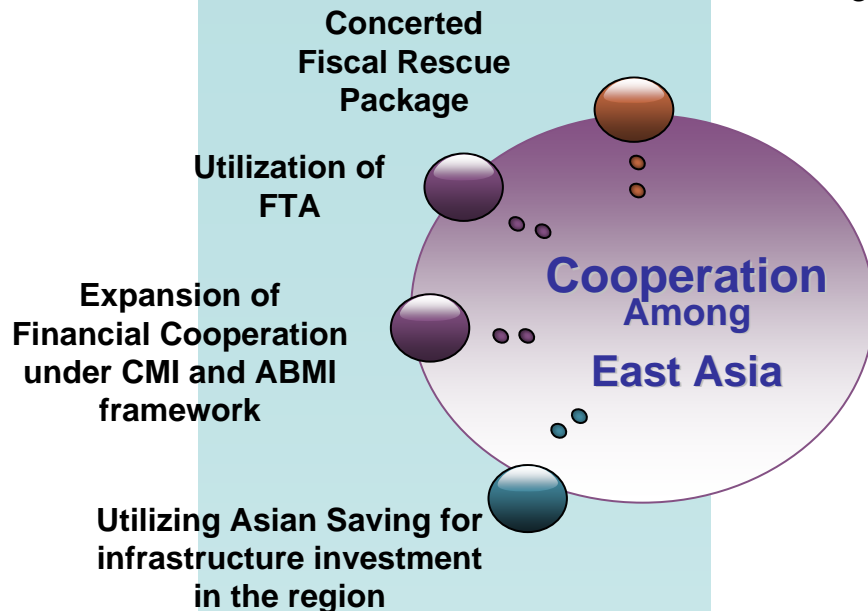 Concerted
Fiscal Rescue
Package
Utilization of
FTA
Expansion of
Financial Cooperation
under CMI and ABMI
framework
Utilizing Asian Saving for
infrastructure investment
in the region
Cooperation
Among
East Asia